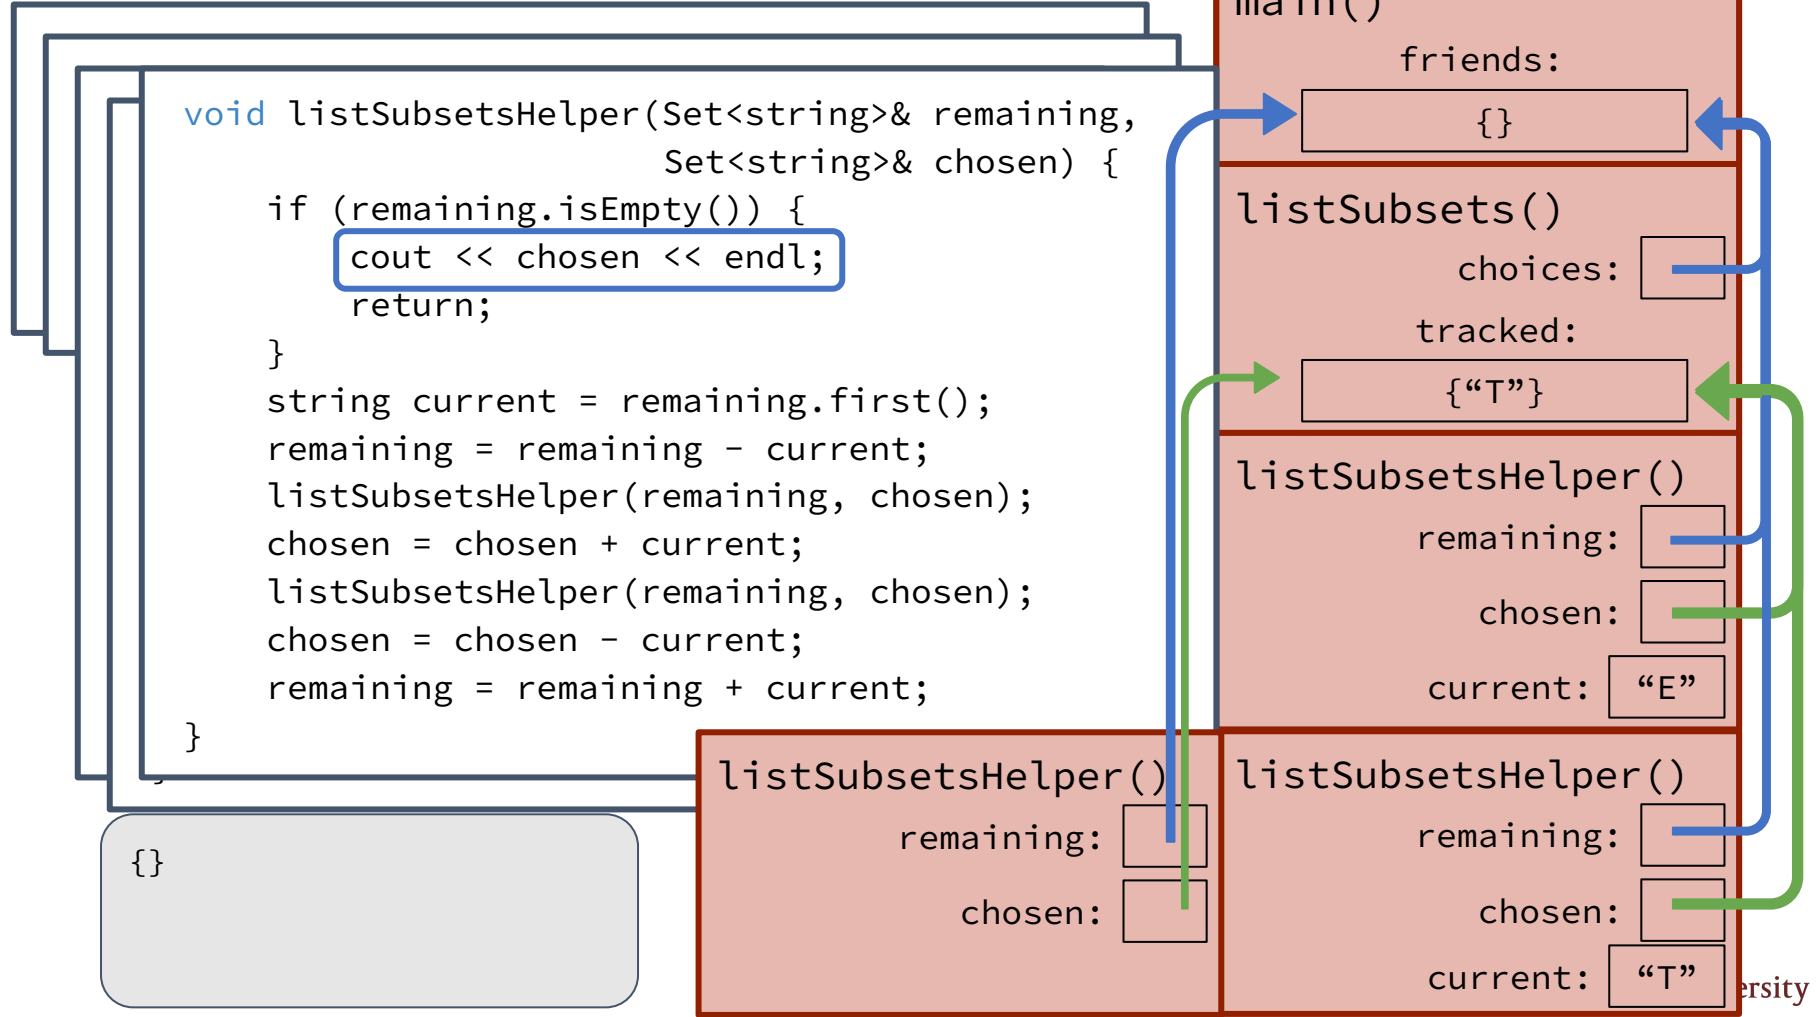 void listSubsetsHelper(Set<string>& remaining,
Set<string>& chosen) {
if (remaining.isEmpty()) {
cout << chosen << endl;
return;
}
string current = remaining.first();
remaining = remaining - current;
listSubsetsHelper(remaining, chosen);
chosen = chosen + current;
listSubsetsHelper(remaining, chosen);
chosen = chosen - current;
remaining = remaining + current;
}
{}
main()
friends:
{}
listSubsets()
choices:
tracked:
{“T”}
listSubsetsHelper()
remaining:
chosen:
current: “E”
listSubsetsHelper()
remaining:
chosen:
current: “T”
listSubsetsHelper()
remaining:
chosen: